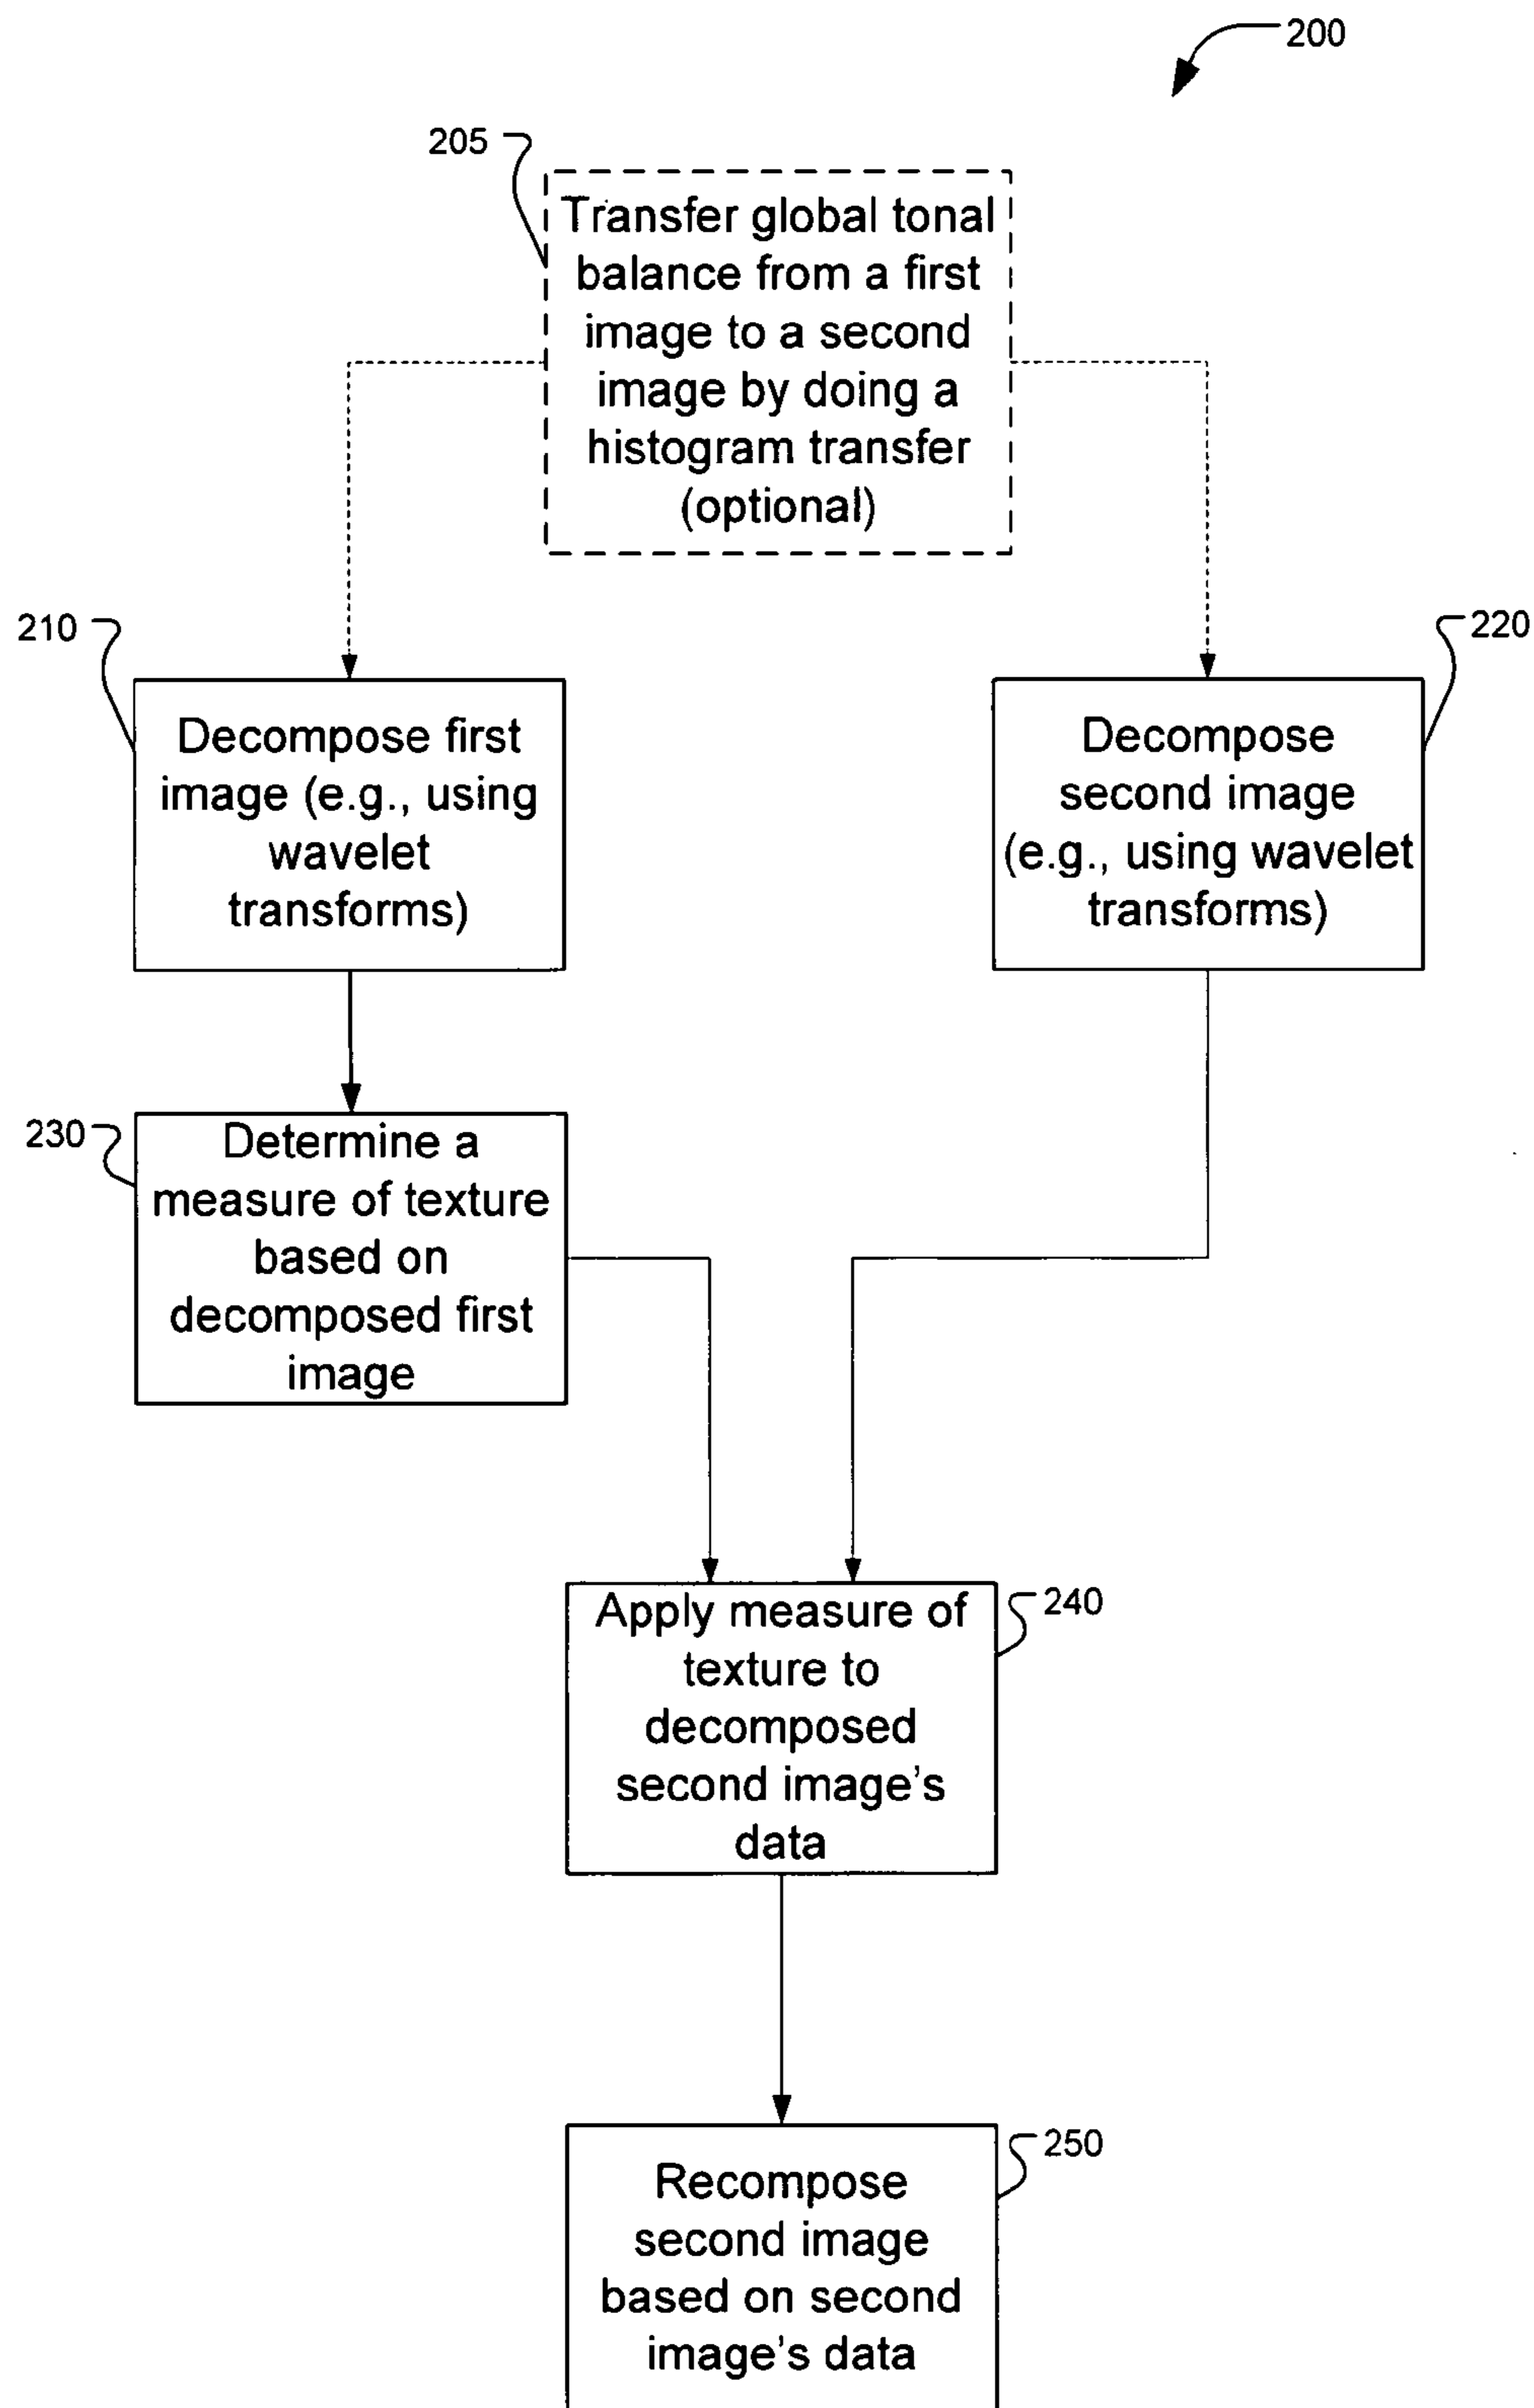 200
205
Transfer global tonal
balance from a first
image to a second
image by doing a
histogram transfer
(optional)
210
Decompose first
image (e.g., using
wavelet
transforms)
220
Decompose
second image
(e.g., using wavelet
transforms)
230
Determine a
measure of texture
based on
decomposed first
image
240
Apply measure of
texture to
decomposed
second image's
data
250
Recompose
second image
based on second
image's data